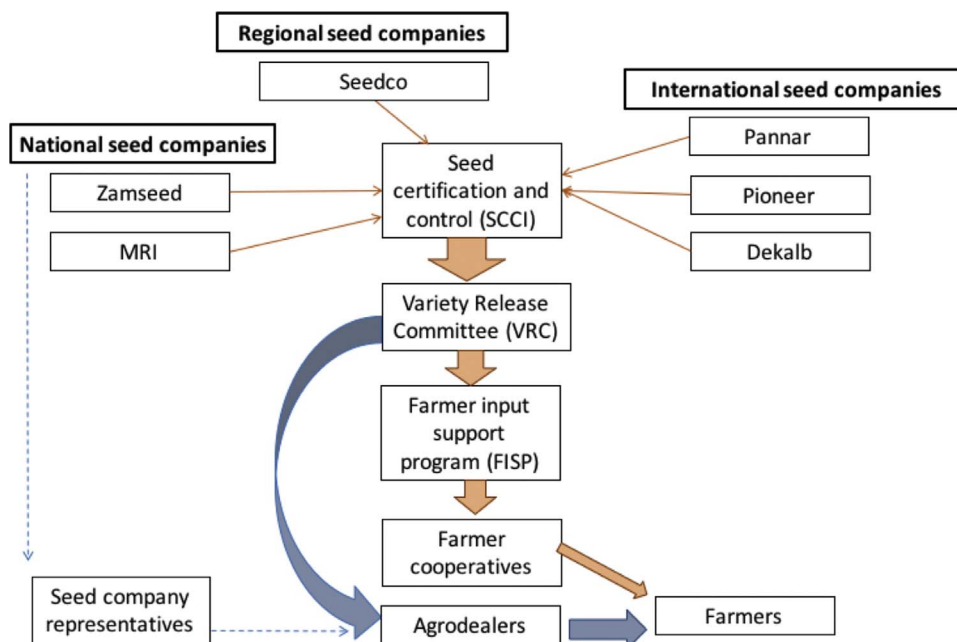 Regional seed companies
Seedco
International seed companies
National seed companies
Pannar
Zamseed
Seed
certification and
control (SCCI)
Pioneer
MRI
Dekalb
Variety Release
Committee (VRC)
Farmer input
support
program (FISP)
Farmer
cooperatives
Seed company
representatives
Agrodealers
Farmers